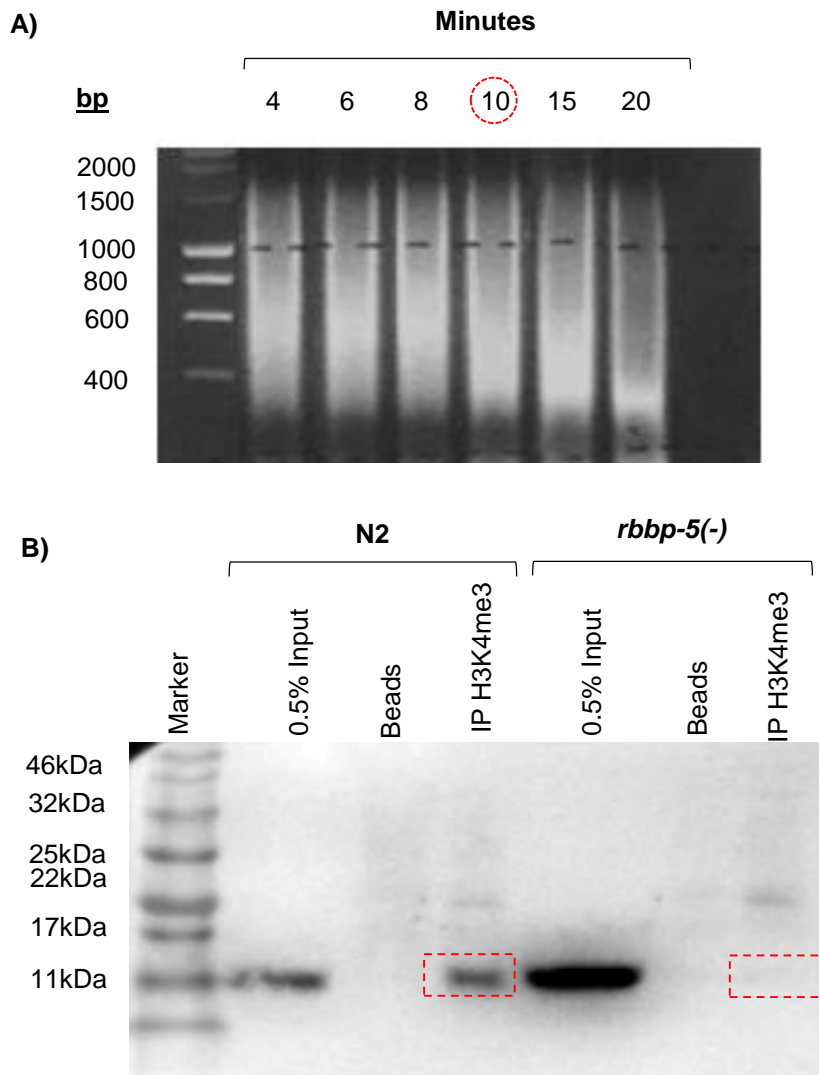 A)
Minutes
bp 4 6 8 10 15 20
2000
1500
1000
800
600
400
B)
N2 rbbp-5(-)
Marker 0.5% Input Beads IP H3K4me3 0.5% Input Beads IP H3K4me3
46kDa
32kDa
25kDa
22kDa
17kDa
11kDa